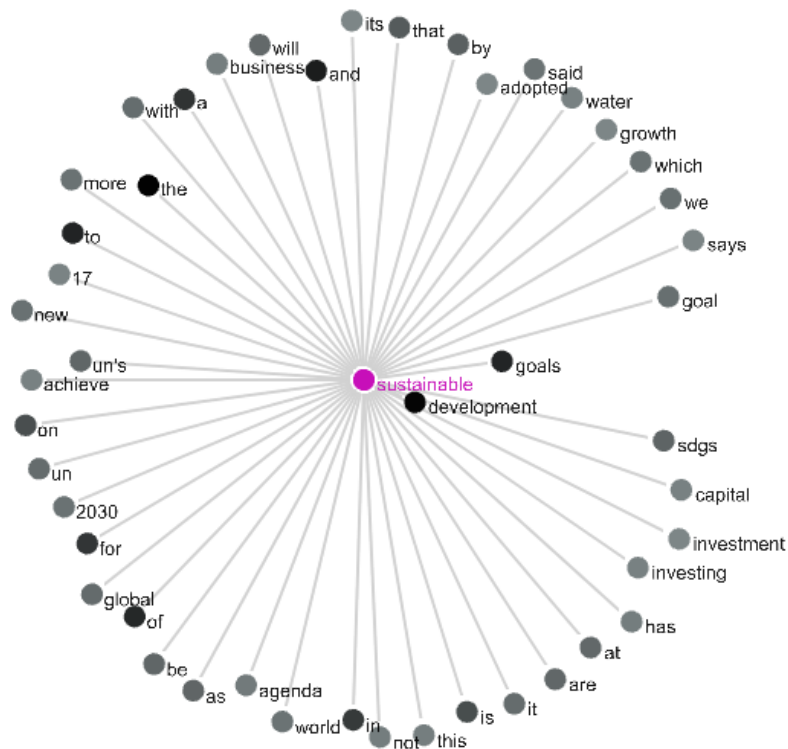 its
that
by
will
business
and
said
adopted
water
with
a
growth
which
more
the
we
to
says
17
new
goal
un's
goals
achieve
sustainable
development
on
sdgs
un
capital
2030
for
investment
investing
global
of
has
be
at
as
agenda
are
world
in
is
it
not
this